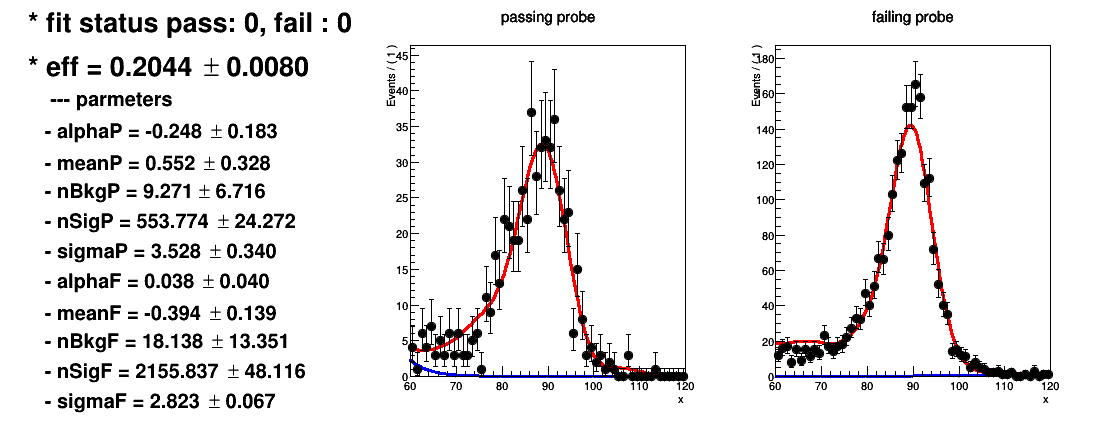 * fit status pass: 0, fail : 0
* eff = 0.2044 ± 0.0080
--- parmeters
- alphaP = -0.248 ± 0.183
- meanP = 0.552 ± 0.328
- nBkgP = 9.271 ± 6.716
- nSigP = 553.774 ± 24.272
- sigmaP = 3.528 ± 0.340
- alphaF = 0.038 ± 0.040
- meanF = -0.394 ± 0.139
- nBkgF = 18.138 ± 13.351
- nSigF = 2155.837 ± 48.116
- sigmaF = 2.823 ± 0.067
passing probe
Events / ( 1 )
45
40
35
30
25
20
15
10
5
0
60 70 80 90 100 110 120
x
failing probe
Events / ( 1 )
180
160
140
120
100
80
60
40
20
0
60 70 80 90 100 110 120
x